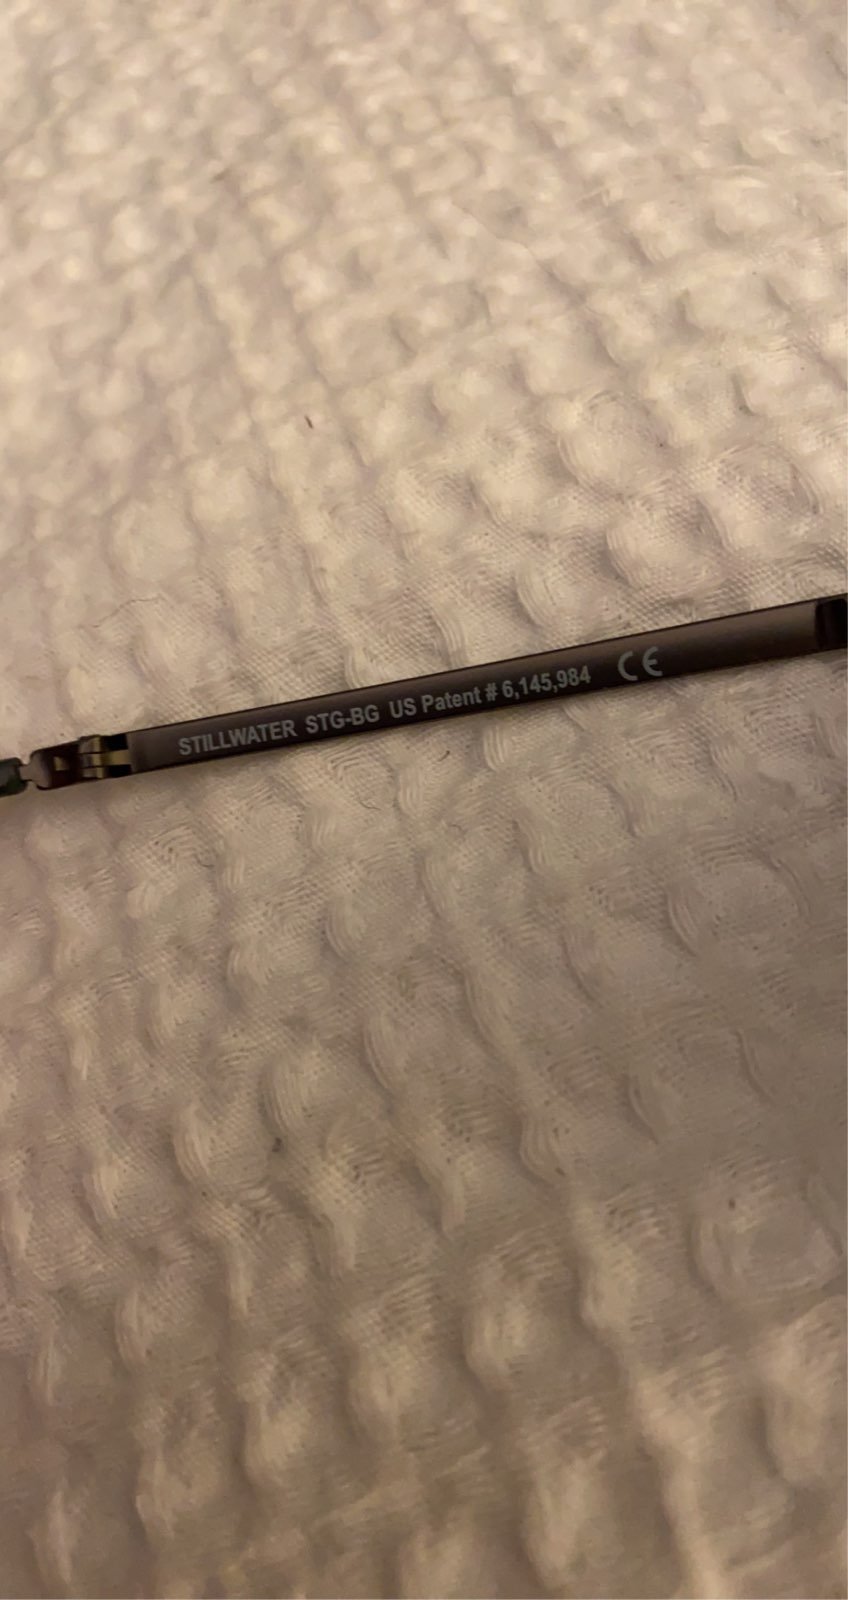 STILLWATER STG-BG US Patent # 6,145,984 CE